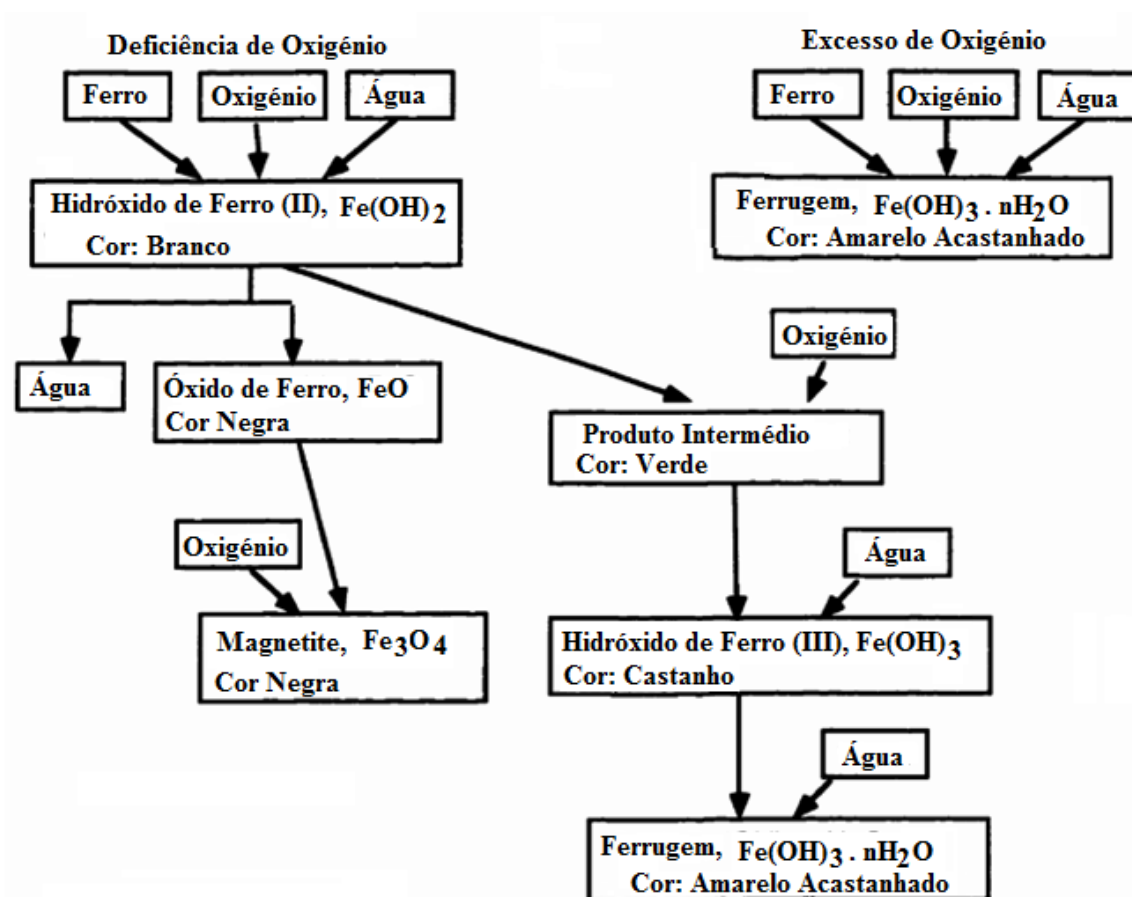 Deficiência de Oxigénio
Ferro
Oxigénio
Água
Hidróxido de Ferro (II), Fe(OH)2
Cor: Branco
Excesso de Oxigénio
Ferro
Oxigénio
Água
Ferrugem, Fe(OH)3 . nH2O
Cor: Amarelo Acastanhado
Água
Óxido de Ferro, FeO
Cor Negra
Oxigénio
Produto Intermédio
Cor: Verde
Oxigénio
Magnetite, Fe3O4
Cor Negra
Água
Hidróxido de Ferro (III), Fe(OH)3
Cor: Castanho
Água
Ferrugem, Fe(OH)3 . nH2O
Cor: Amarelo Acastanhado